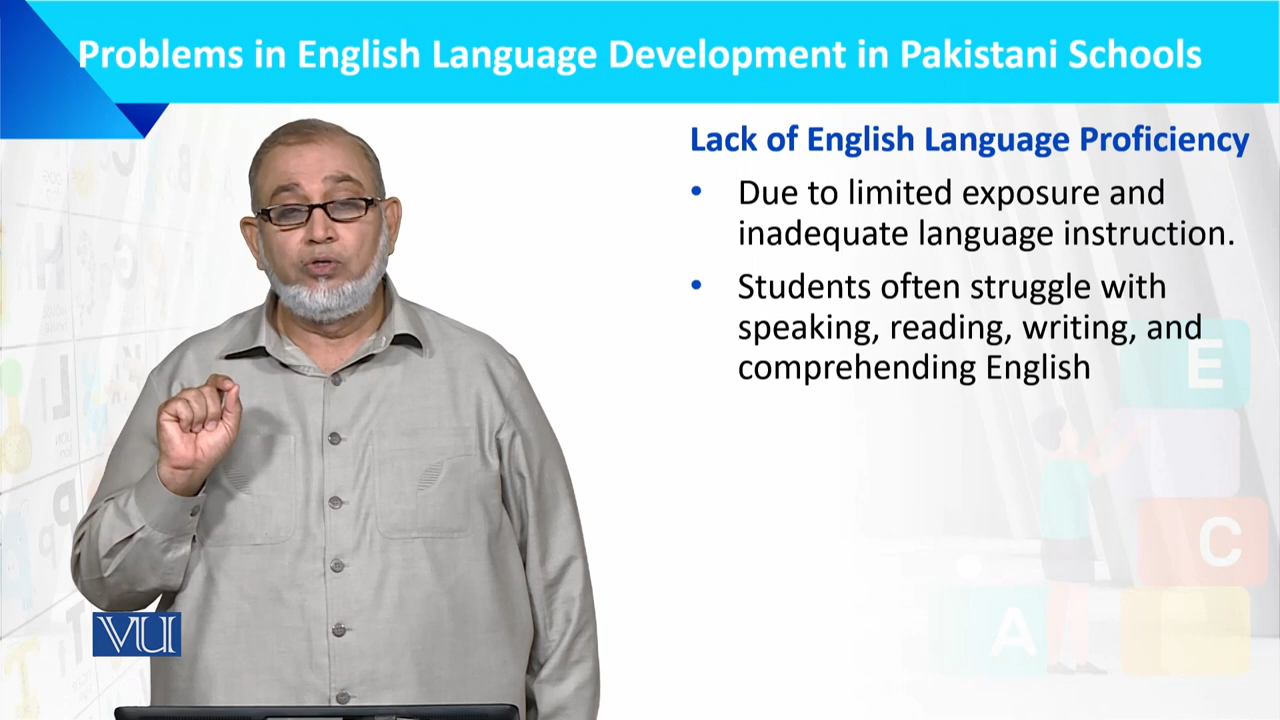 Problems in English Language Development in Pakistani Schools
Lack of English Language Proficiency
• Due to limited exposure and
inadequate language instruction.
• Students often struggle with
speaking, reading, writing, and
comprehending English
E
C
A
VU